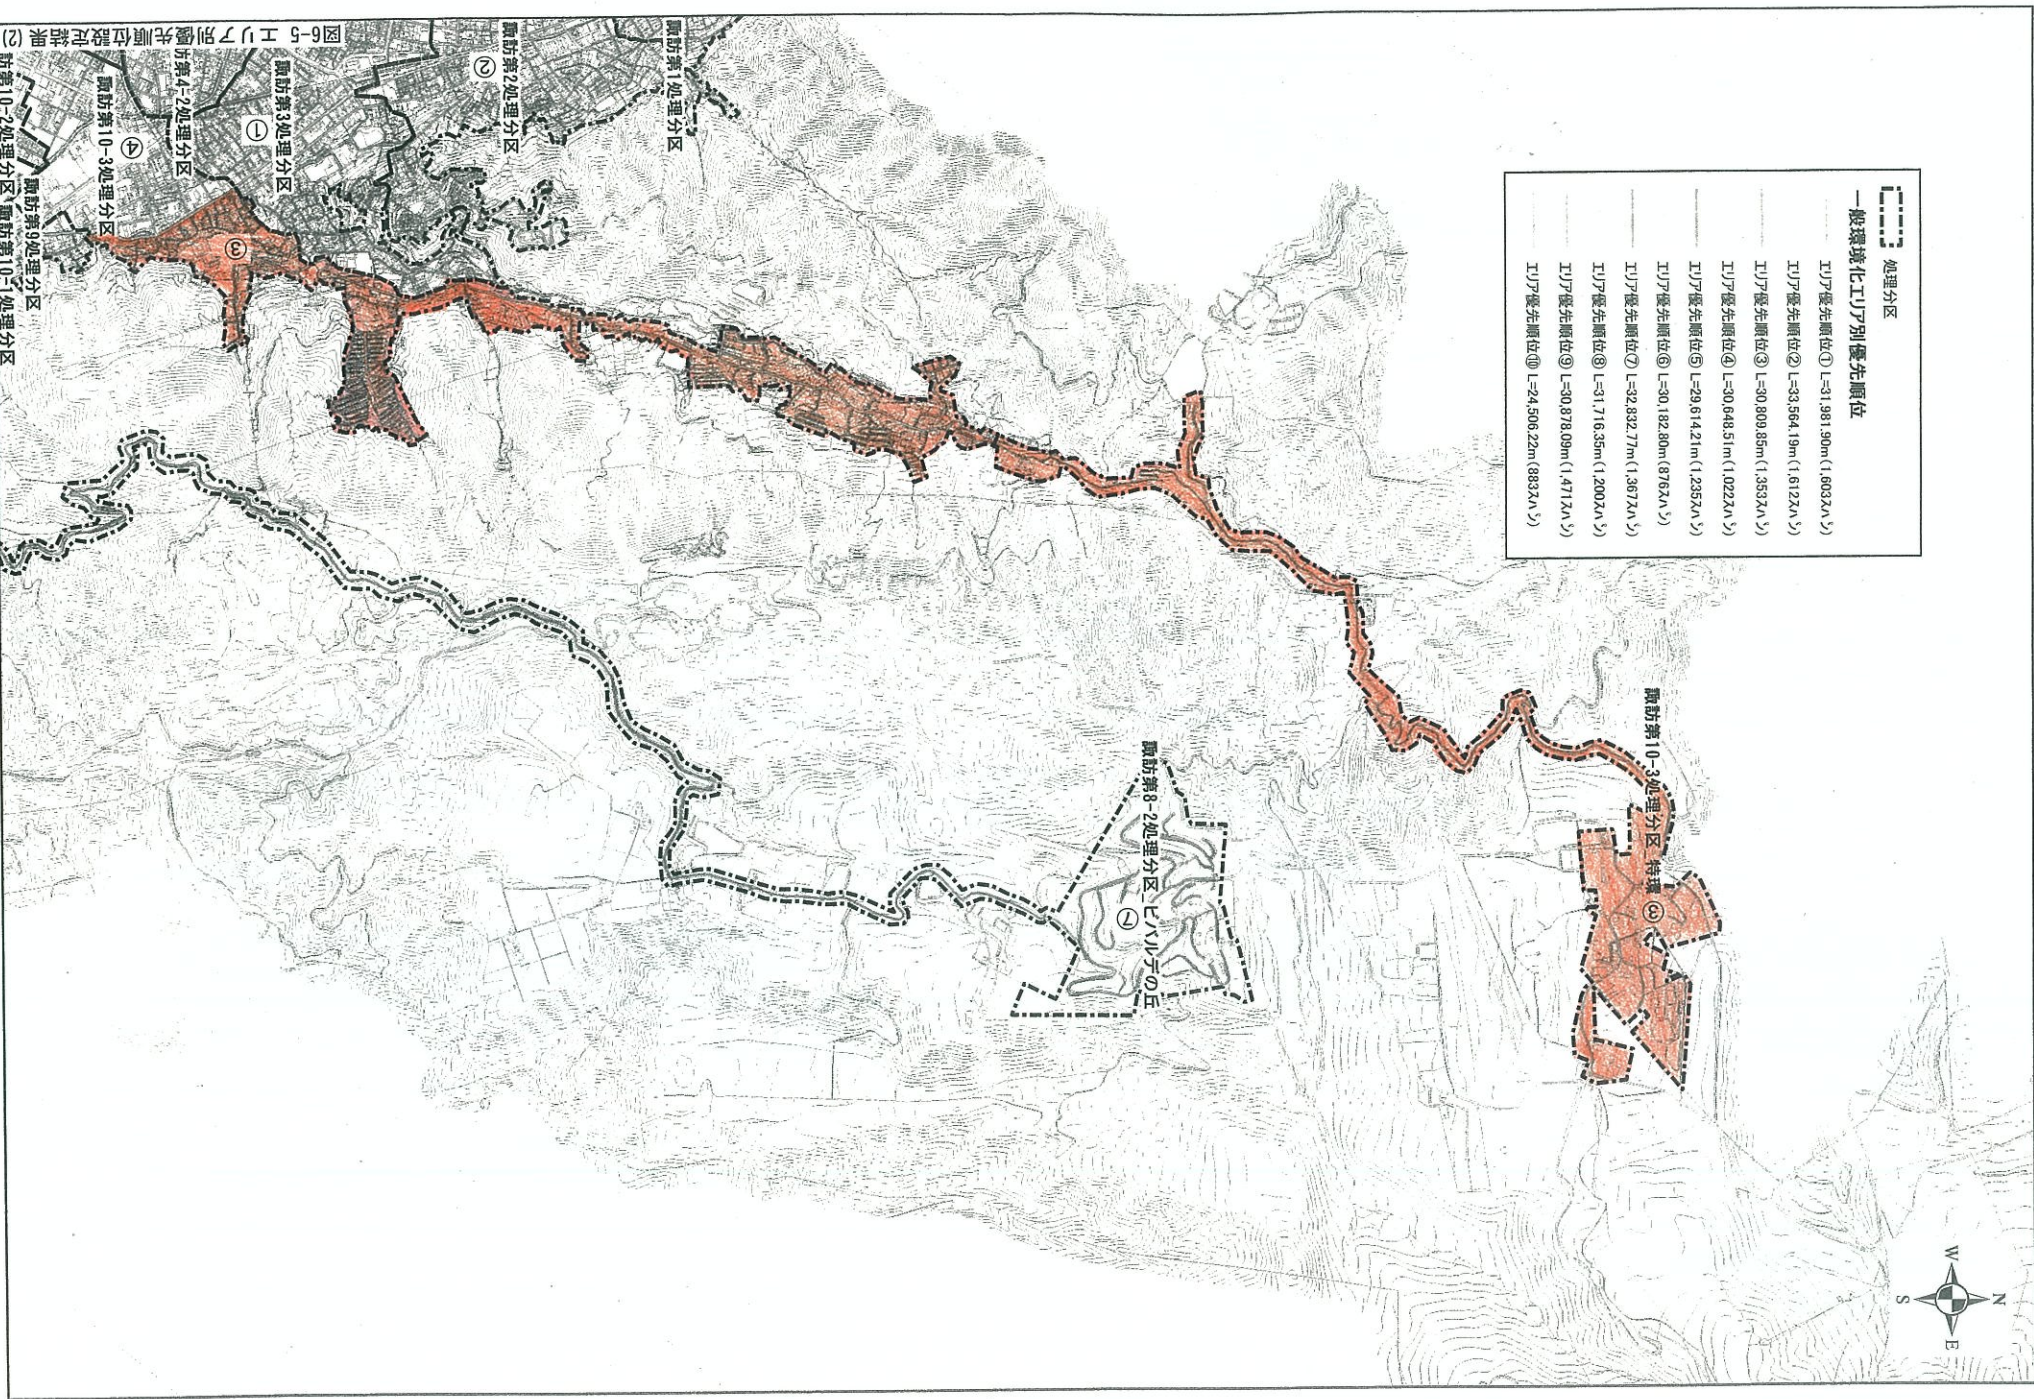 処理分区
一般環境化エリア別優先順位
エリア優先順位① L=31,981.90m(1,603スパン)
エリア優先順位② L=33,564.19m(1,612スパン)
エリア優先順位③ L=30,809.85m(1,353スパン)
エリア優先順位④ L=30,648.51m(1,022スパン)
エリア優先順位⑤ L=29,614.21m(1,235スパン)
エリア優先順位⑥ L=30,182.80m(876スパン)
エリア優先順位⑦ L=32,832.77m(1,367スパン)
エリア優先順位⑧ L=31,716.35m(1,200スパン)
エリア優先順位⑨ L=30,878.09m(1,471スパン)
エリア優先順位⑩ L=24,506.22m(883スパン)
N
W
E
S
諏訪第10-3処理分区 特環
③
諏訪第8-2処理分区_ビバルデの丘
⑦
諏訪第1処理分区
諏訪第2処理分区
②
諏訪第3処理分区
①
訪第4-2処理分区
諏訪第10-3処理分区
④
③
諏訪第9処理分区
訪第10-2処理分区
諏訪第10-1処理分区
図6-5 エリア別優先順位設定結果 (2)